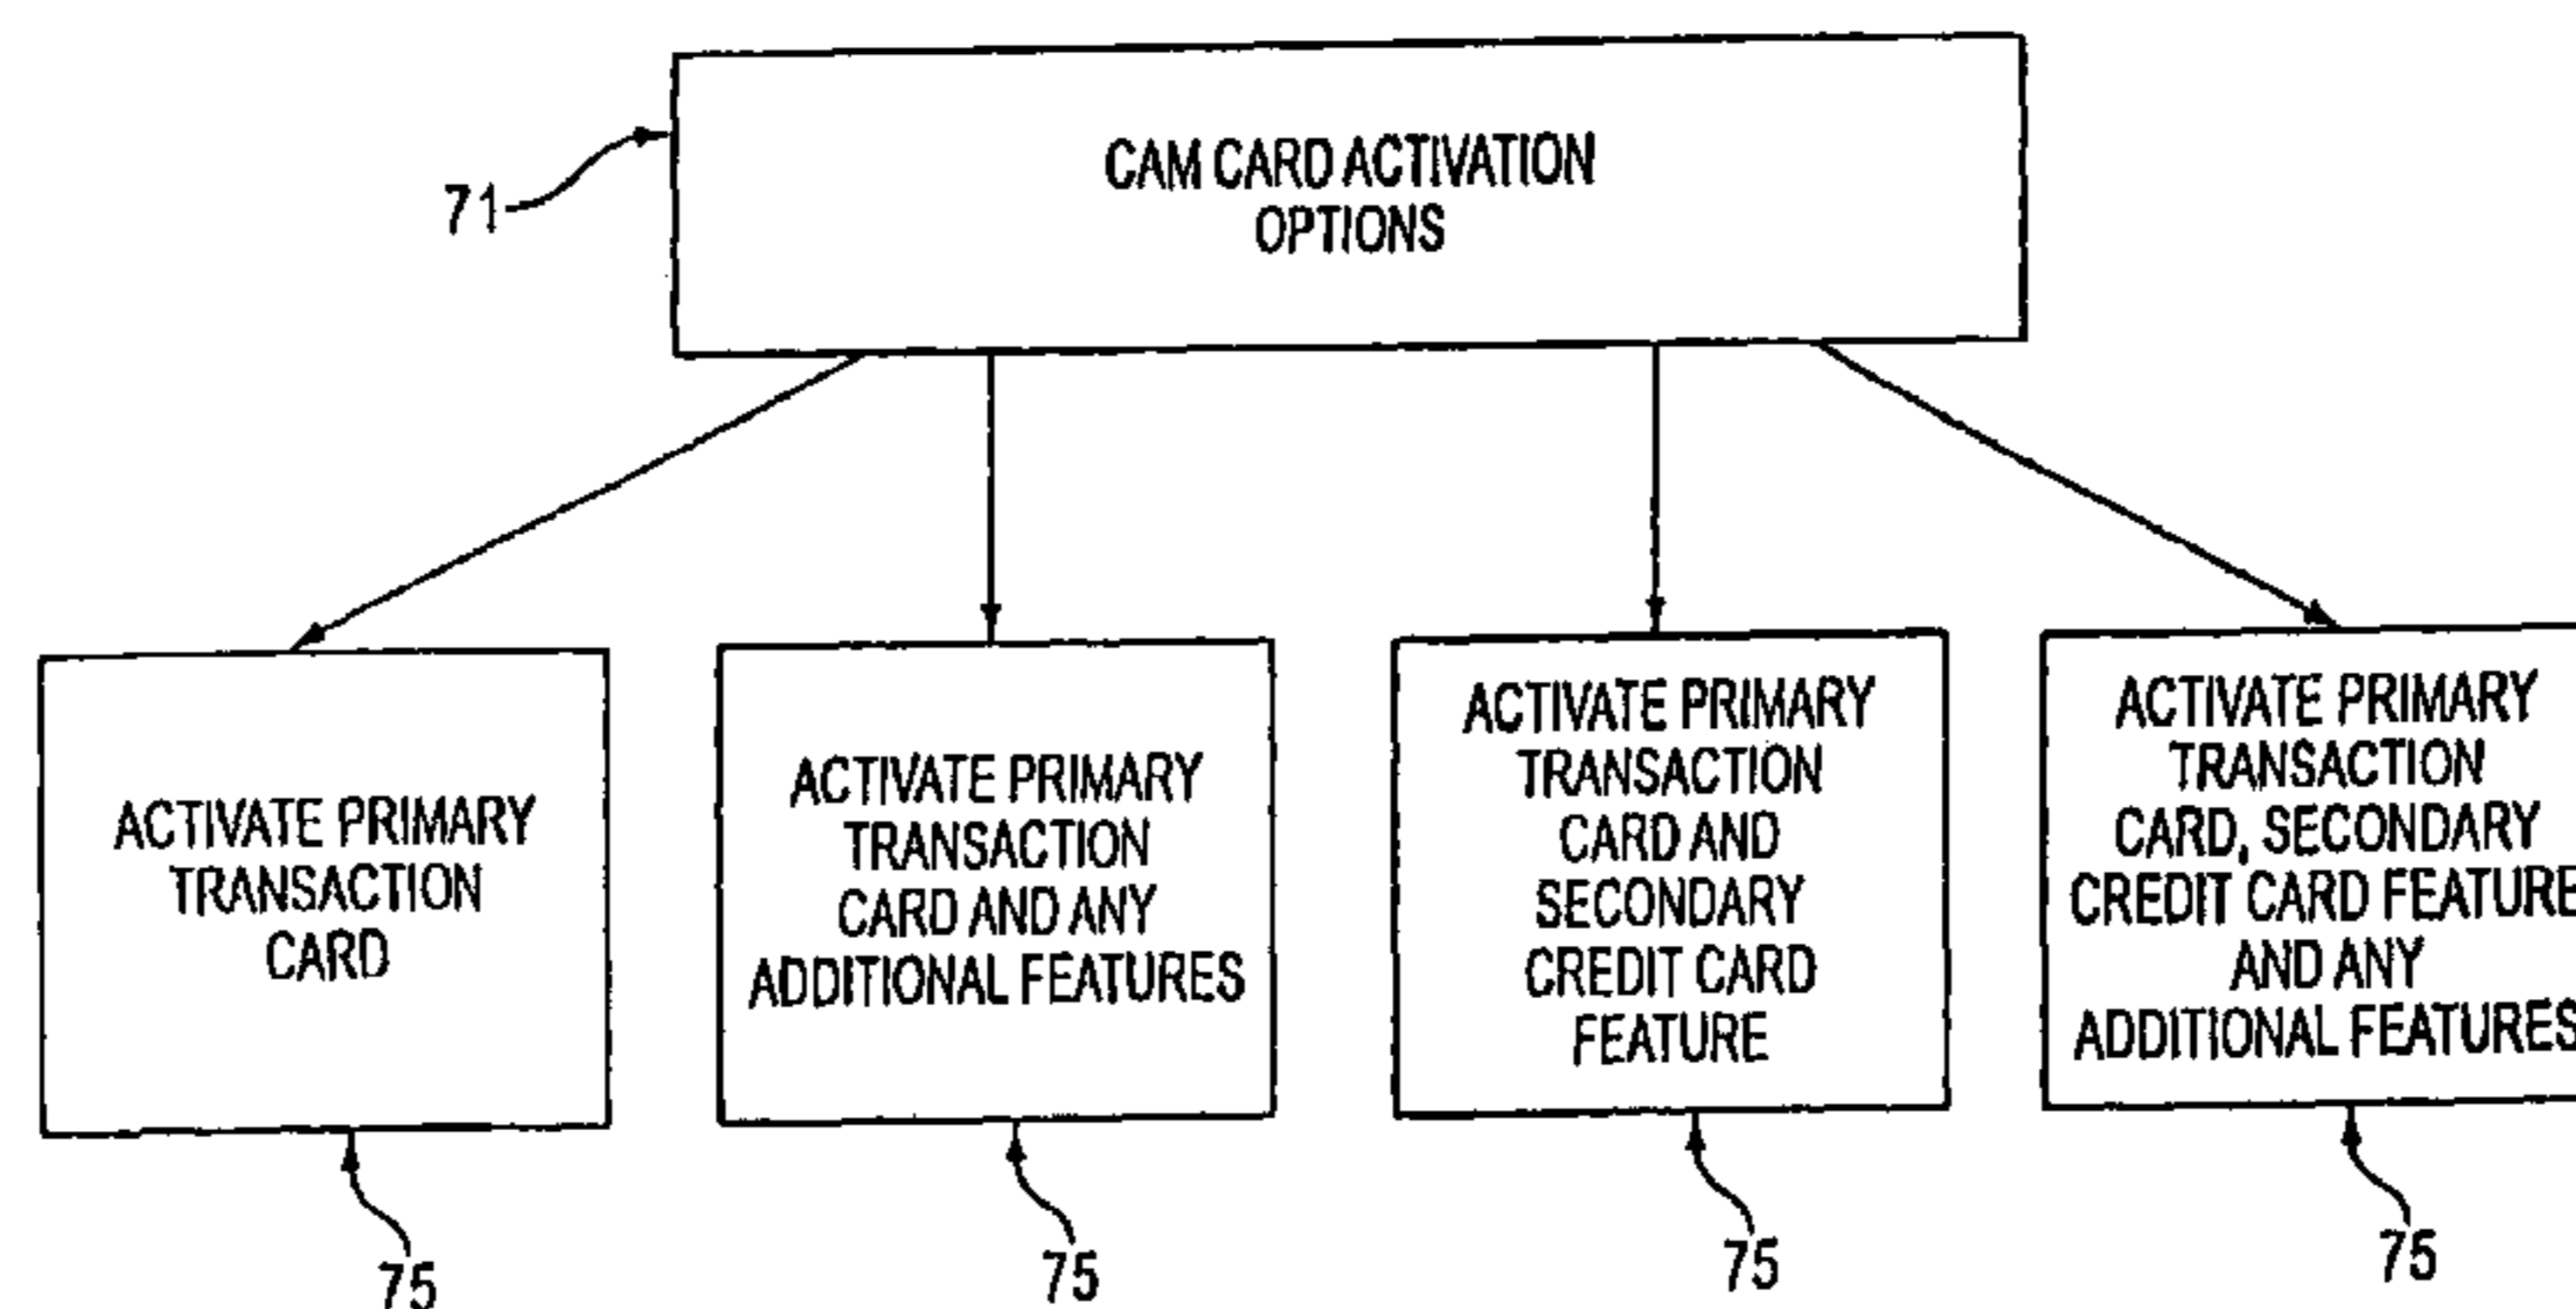 CAM CARD ACTIVATION
OPTIONS
71
ACTIVATE PRIMARY
TRANSACTION
CARD
ACTIVATE PRIMARY
TRANSACTION
CARD AND ANY
ADDITIONAL FEATURES
ACTIVATE PRIMARY
TRANSACTION
CARD AND
SECONDARY
CREDIT CARD
FEATURE
ACTIVATE PRIMARY
TRANSACTION
CARD, SECONDARY
CREDIT CARD FEATURE
AND ANY
ADDITIONAL FEATURES
75
75
75
75